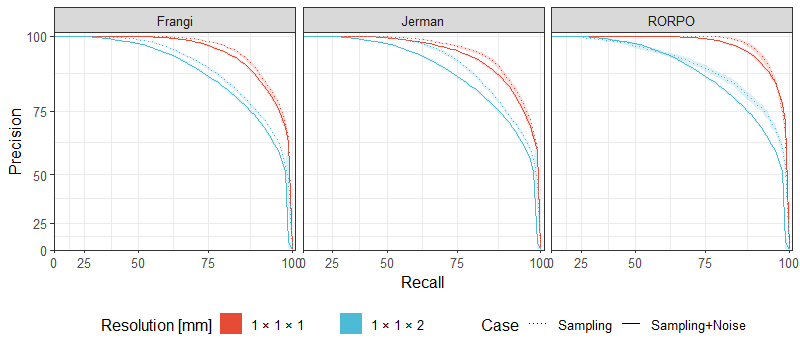 Frangi Jerman RORPO
100
75
50
25
0
Precision
0 25 50 75 100 0 25 50 75 100 0 25 50 75 100
Recall
Resolution [mm] 1 × 1 × 1 1 × 1 × 2 Case Sampling Sampling+Noise